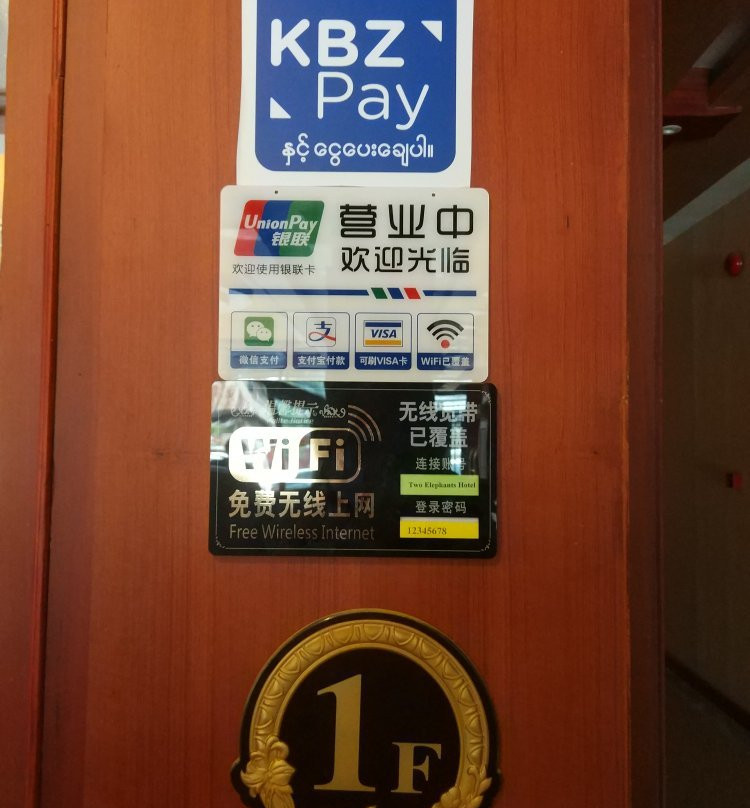 KBZ
Pay
နှင့် ငွေပေးချေပါ။
UnionPay
银联
欢迎使用银联卡
营业中
欢迎光临
微信支付
支付宝付款
VISA
可刷VISA卡
WiFi已覆盖
温馨提示
WiFi
免费无线上网
Free Wireless Internet
无线宽带
已覆盖
连接账号
Two Elephants Hotel
登录密码
12345678
1F